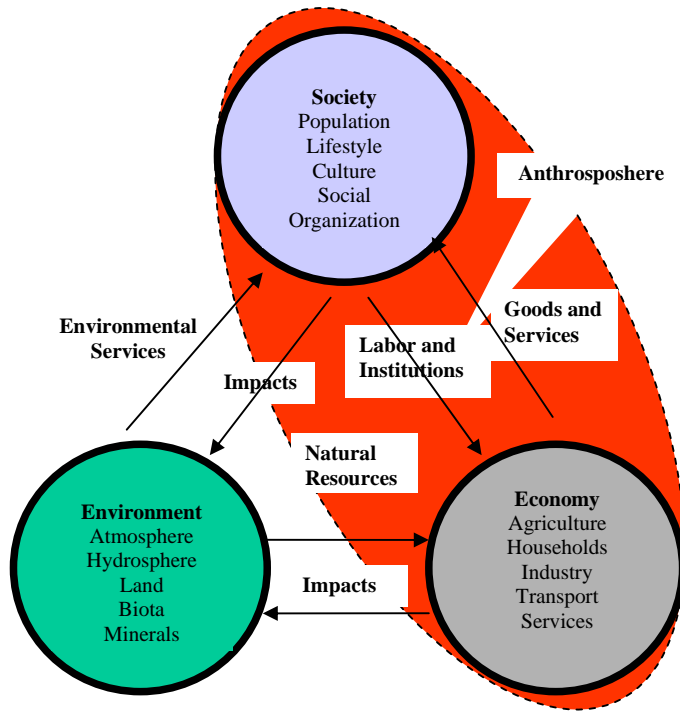 Society
Population
Lifestyle
Culture
Social
Organization
Anthrosposhere
Environmental
Services
Goods and
Services
Labor and
Institutions
Impacts
Natural
Resources
Environment
Atmosphere
Hydrosphere
Land
Biota
Minerals
Economy
Agriculture
Households
Industry
Transport
Services
Impacts